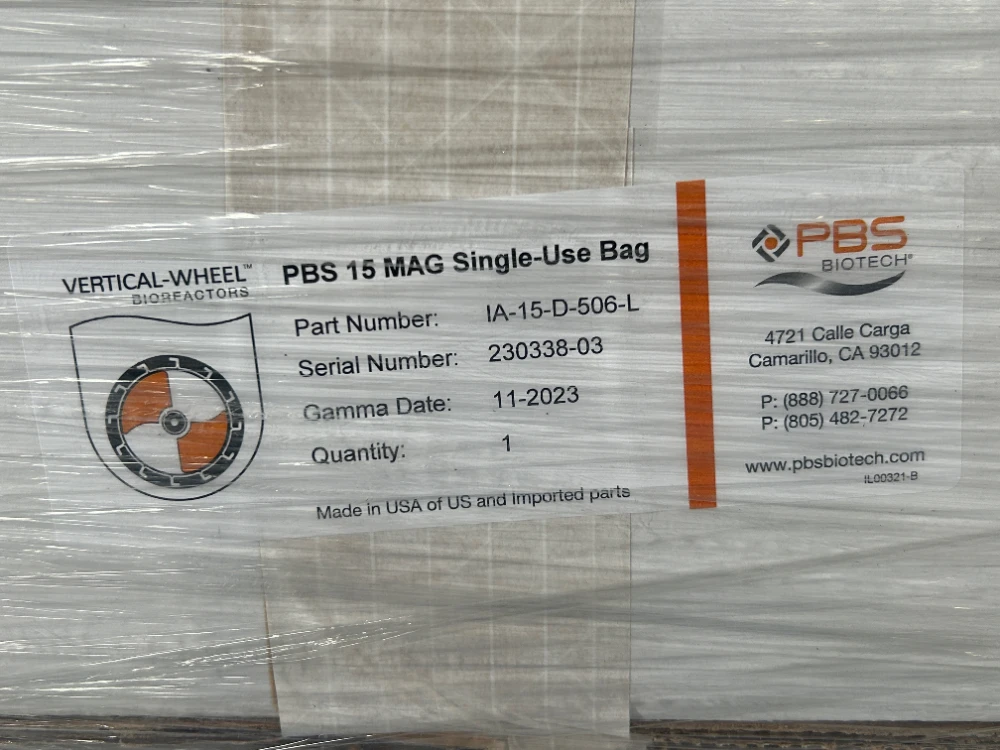 VERTICAL-WHEEL™
BIOREACTORS
PBS 15 MAG Single-Use Bag
Part Number: IA-15-D-506-L
Serial Number: 230338-03
Gamma Date: 11-2023
Quantity: 1
Made in USA of US and imported parts
PBS
BIOTECH®
4721 Calle Carga
Camarillo, CA 93012
P: (888) 727-0066
P: (805) 482-7272
www.pbsbiotech.com
IL00321-B